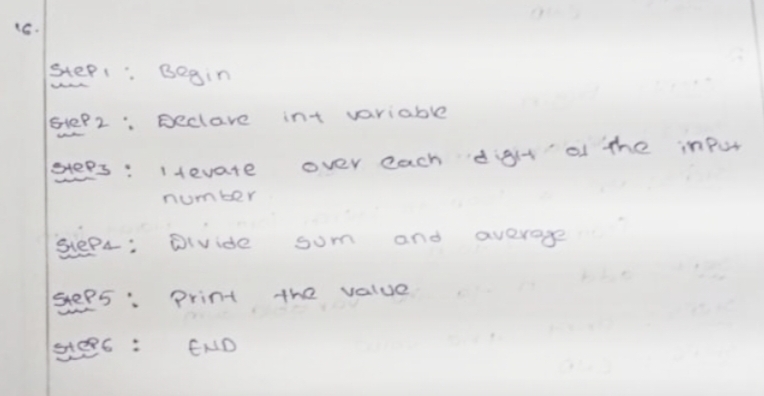 16.
Step1 : Begin
Step2 : Declare int variable
Step3 : iterate over each digit of the input
number
Step4 : Divide sum and average
Step5 : Print the value
Step6 : END